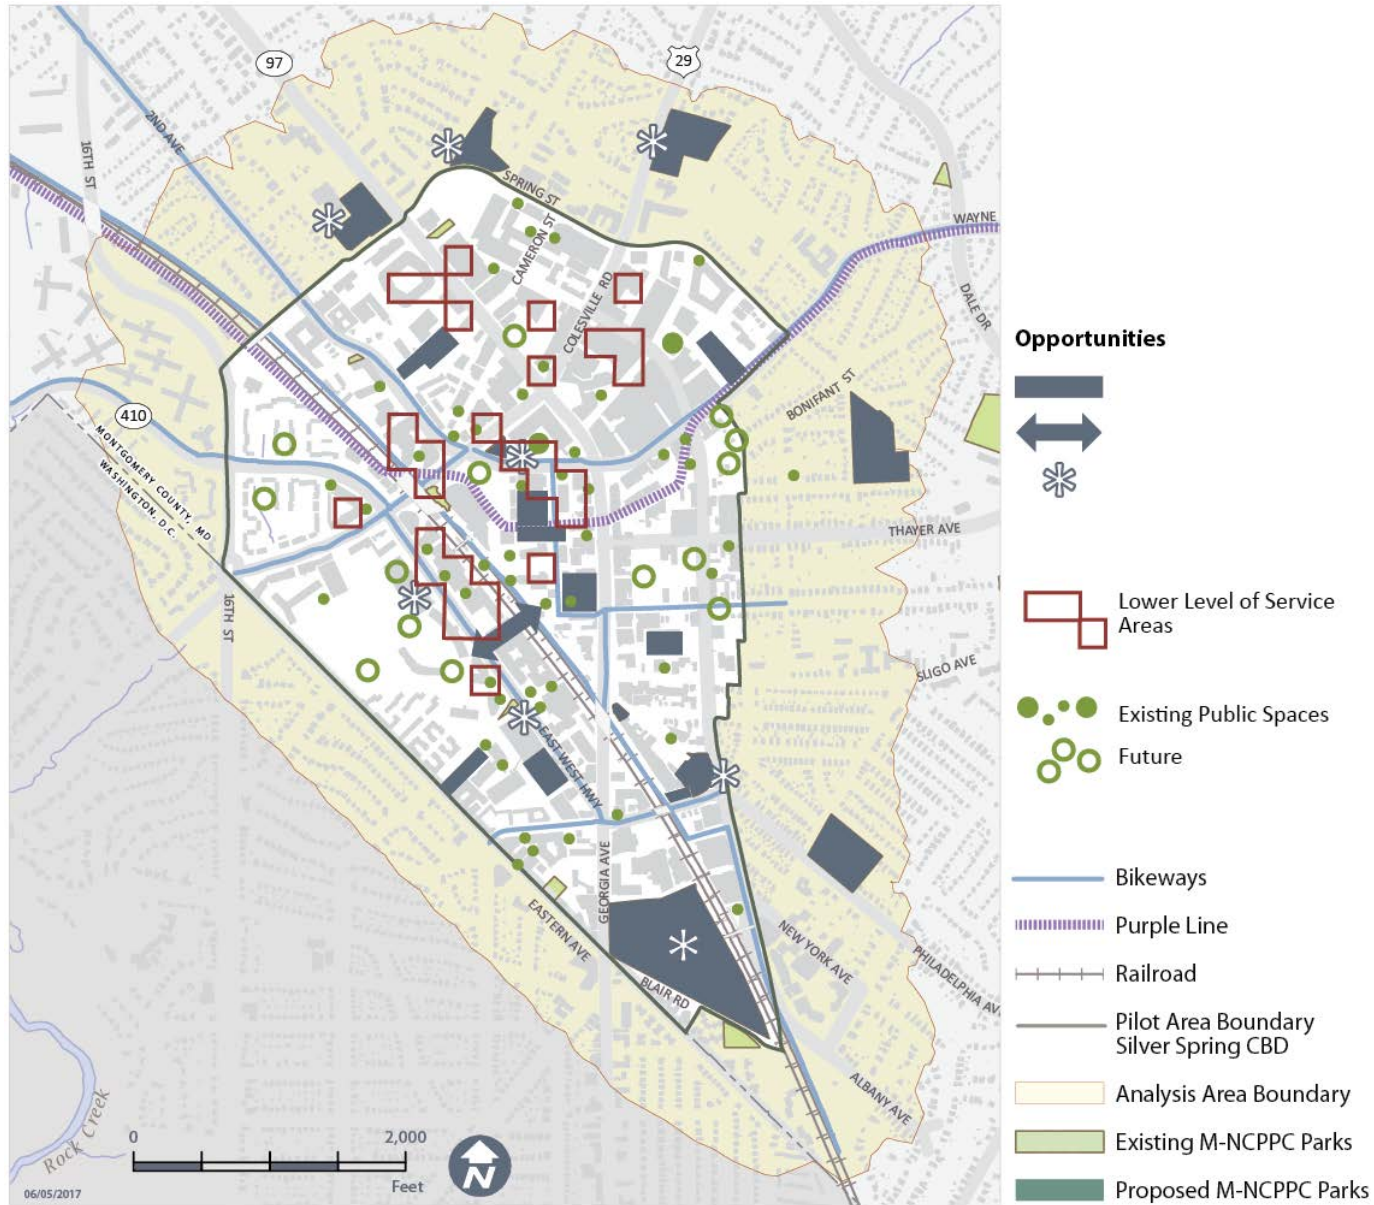 97
29
16TH ST
2ND AVE
SPRING ST
CAMERON ST
COLESVILLE RD
WAYNE
DALE DR
BONIFANT ST
410
MONTGOMERY COUNTY, MD
WASHINGTON, D.C.
THAYER AVE
16TH ST
SLIGO AVE
EAST WEST HWY
GEORGIA AVE
EASTERN AVE
BLAIR RD
NEW YORK AVE
PHILADELPHIA AVE
ALBANY AVE
Rock Creek
0
2,000
Feet
N
06/05/2017
Opportunities
Lower Level of Service
Areas
Existing Public Spaces
Future
Bikeways
Purple Line
Railroad
Pilot Area Boundary
Silver Spring CBD
Analysis Area Boundary
Existing M-NCPPC Parks
Proposed M-NCPPC Parks